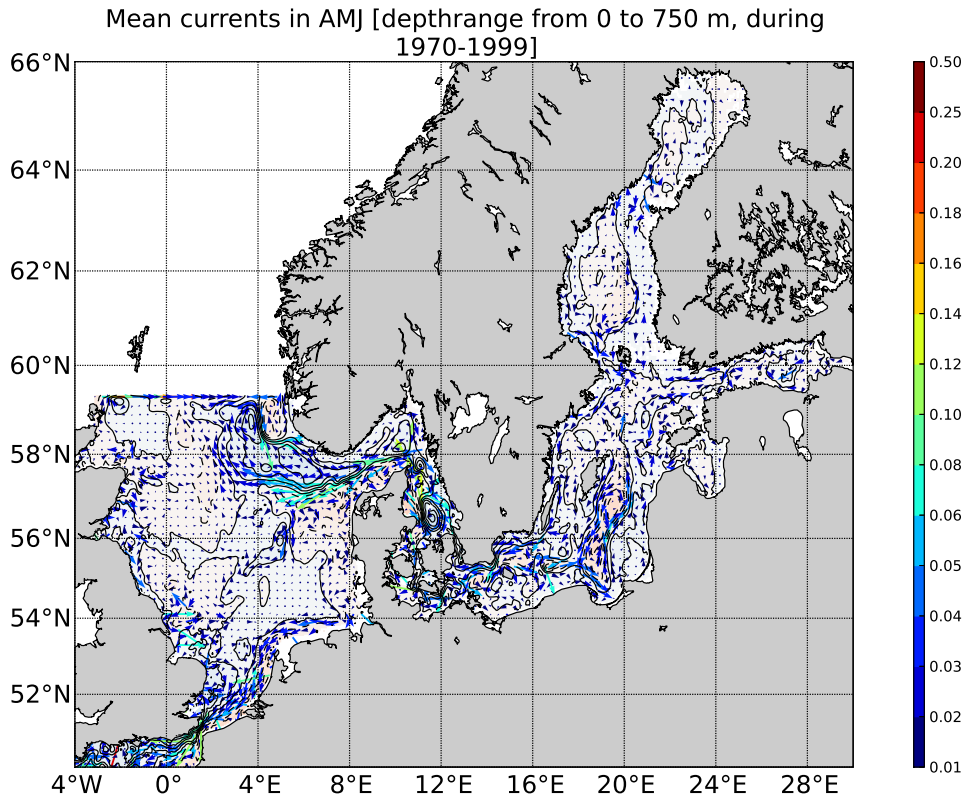 Mean currents in AMJ [depthrange from 0 to 750 m, during
1970-1999]
66°N
64°N
62°N
60°N
58°N
56°N
54°N
52°N
4°W 0° 4°E 8°E 12°E 16°E 20°E 24°E 28°E
0.50
0.25
0.20
0.18
0.16
0.14
0.12
0.10
0.08
0.06
0.05
0.04
0.03
0.02
0.01